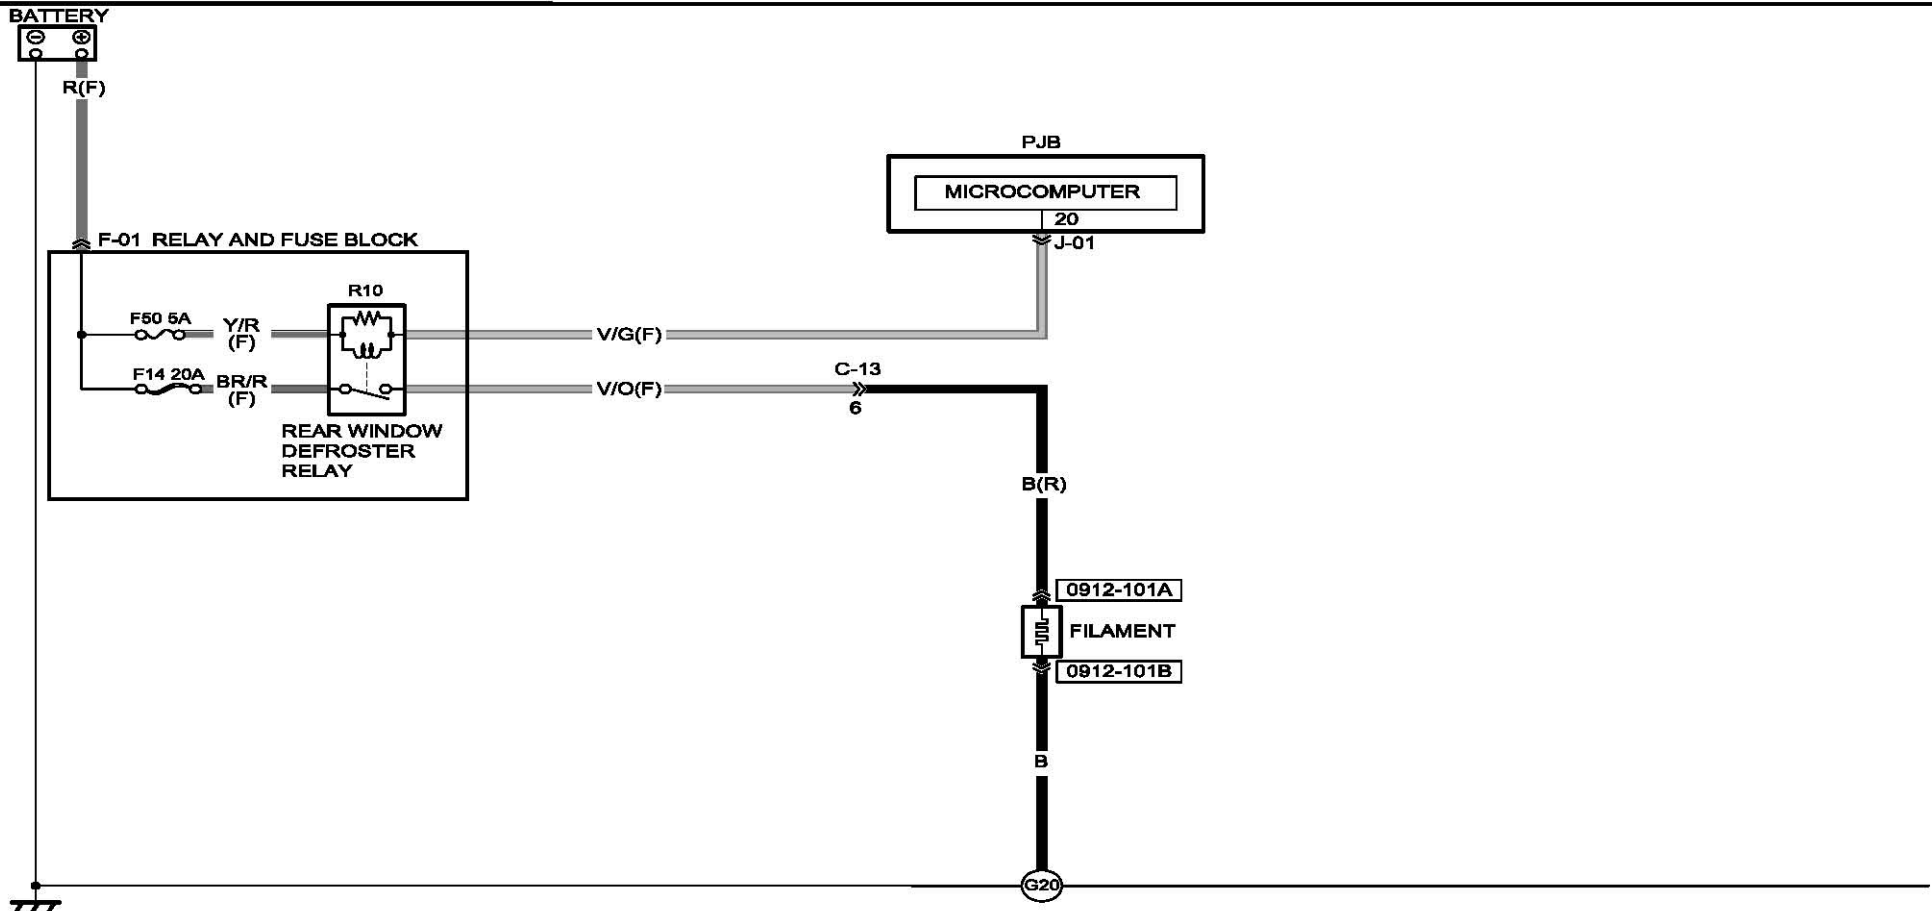 BATTERY
R(F)
PJB
MICROCOMPUTER
20
J-01
F-01 RELAY AND FUSE BLOCK
R10
F50 5A
Y/R
(F)
V/G(F)
F14 20A
BR/R
(F)
V/O(F)
C-13
6
REAR WINDOW
DEFROSTER
RELAY
B(R)
0912-101A
FILAMENT
0912-101B
B
G20